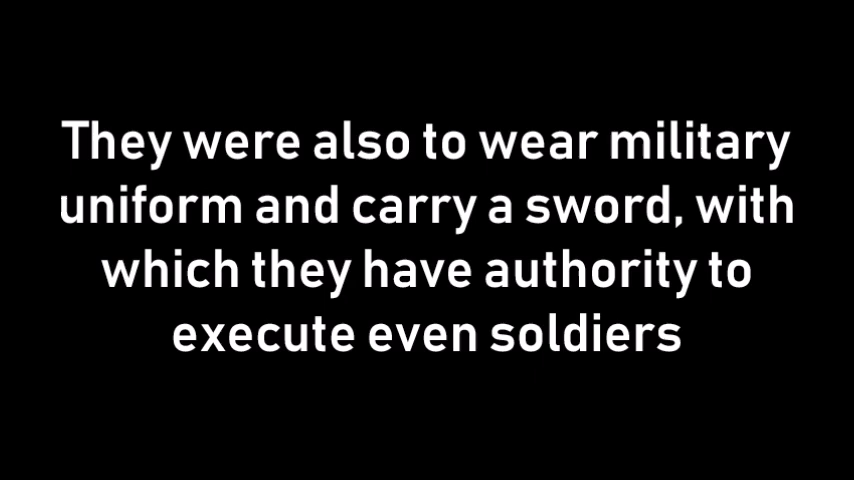 They were also to wear military
uniform and carry a sword, with
which they have authority to
execute even soldiers